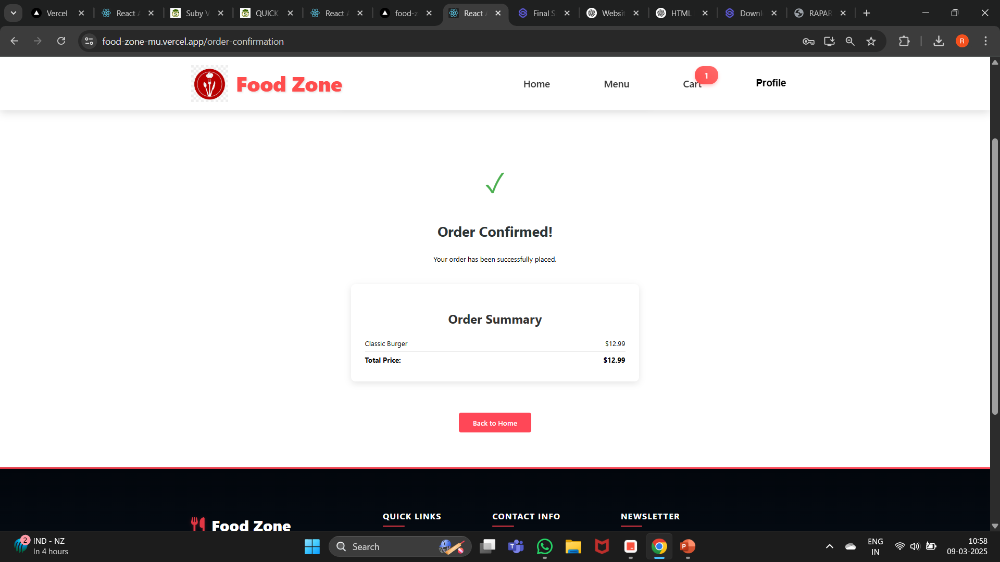 Vercel
React A
Suby V
QUICK
React A
food-z
React A
Final S
Websit
HTML
Downl
RAPAR
food-zone-mu.vercel.app/order-confirmation
R
Food Zone
Home
Menu
Cart
1
Profile
✓
Order Confirmed!
Your order has been successfully placed.
Order Summary
Classic Burger $12.99
Total Price: $12.99
Back to Home
Food Zone
QUICK LINKS
CONTACT INFO
NEWSLETTER
2
IND - NZ
In 4 hours
Search
ENG
IN
10:58
09-03-2025